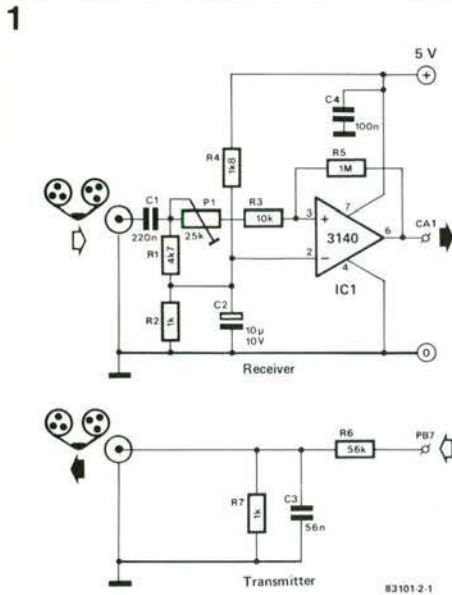 1
5 V
+
C4
100n
R4
1k8
R5
1M
C1
220n
P1
25k
R3
10k
3
7
3140
6
CA1
2
4
IC1
R1
4k7
R2
1k
C2
10µ
10V
0
Receiver
R6
56k
PB7
R7
1k
C3
56n
Transmitter
83101-2-1